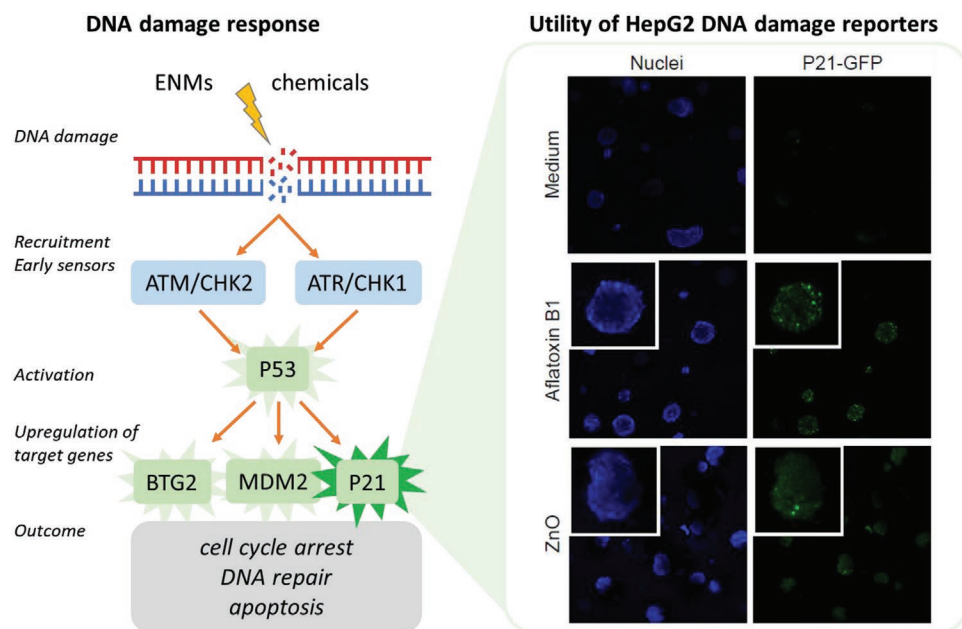 DNA damage response
ENMs
chemicals
DNA damage
Recruitment
Early sensors
ATM/CHK2
ATR/CHK1
Activation
P53
Upregulation of
target genes
BTG2
MDM2
P21
Outcome
cell cycle arrest
DNA repair
apoptosis
Utility of HepG2 DNA damage reporters
Nuclei
P21-GFP
Medium
Aflatoxin B1
ZnO